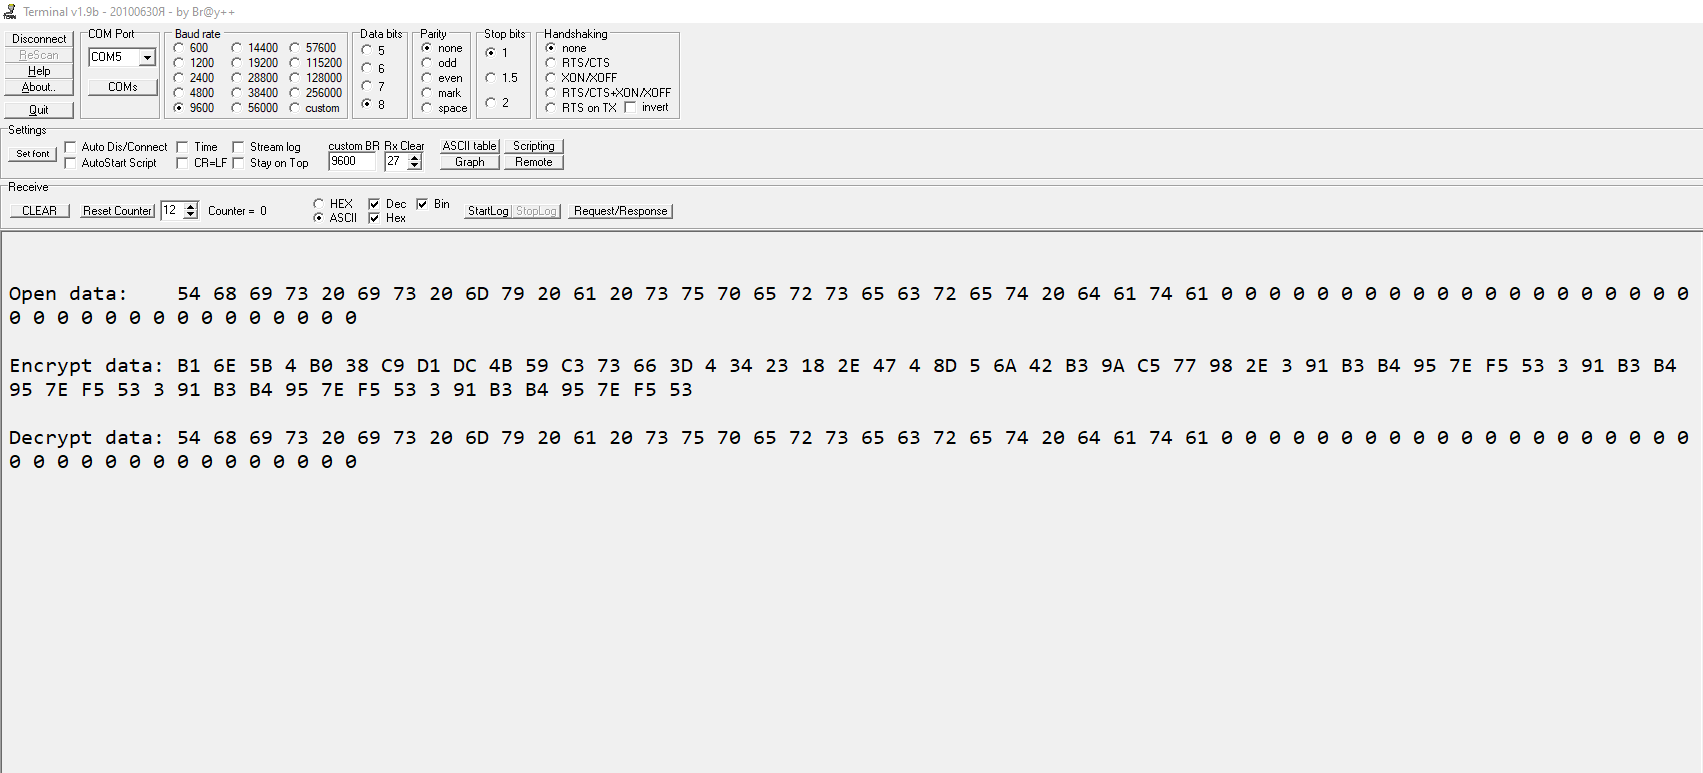 Terminal v1.9b - 20100630Я - by Br@y++
Disconnect
ReScan
Help
About..
Quit
COM Port
COM5
COMs
Baud rate
600 14400 57600
1200 19200 115200
2400 28800 128000
4800 38400 256000
9600 56000 custom
Data bits
5
6
7
8
Parity
none
odd
even
mark
space
Stop bits
1
1.5
2
Handshaking
none
RTS/CTS
XON/XOFF
RTS/CTS+XON/XOFF
RTS on TX invert
Settings
Set font
Auto Dis/Connect Time Stream log
AutoStart Script CR=LF Stay on Top
custom BR Rx Clear
9600 27
ASCII table Scripting
Graph Remote
Receive
CLEAR Reset Counter 12 Counter = 0
HEX Dec Bin
ASCII Hex
StartLog StopLog Request/Response
Open data: 54 68 69 73 20 69 73 20 6D 79 20 61 20 73 75 70 65 72 73 65 63 72 65 74 20 64 61 74 61 0 0 0 0 0 0 0 0 0 0 0 0 0 0 0 0 0 0 0 0
0 0 0 0 0 0 0 0 0 0 0 0 0 0 0
Encrypt data: B1 6E 5B 4 B0 38 C9 D1 DC 4B 59 C3 73 66 3D 4 34 23 18 2E 47 4 8D 5 6A 42 B3 9A C5 77 98 2E 3 91 B3 B4 95 7E F5 53 3 91 B3 B4
95 7E F5 53 3 91 B3 B4 95 7E F5 53 3 91 B3 B4 95 7E F5 53
Decrypt data: 54 68 69 73 20 69 73 20 6D 79 20 61 20 73 75 70 65 72 73 65 63 72 65 74 20 64 61 74 61 0 0 0 0 0 0 0 0 0 0 0 0 0 0 0 0 0 0 0 0
0 0 0 0 0 0 0 0 0 0 0 0 0 0 0